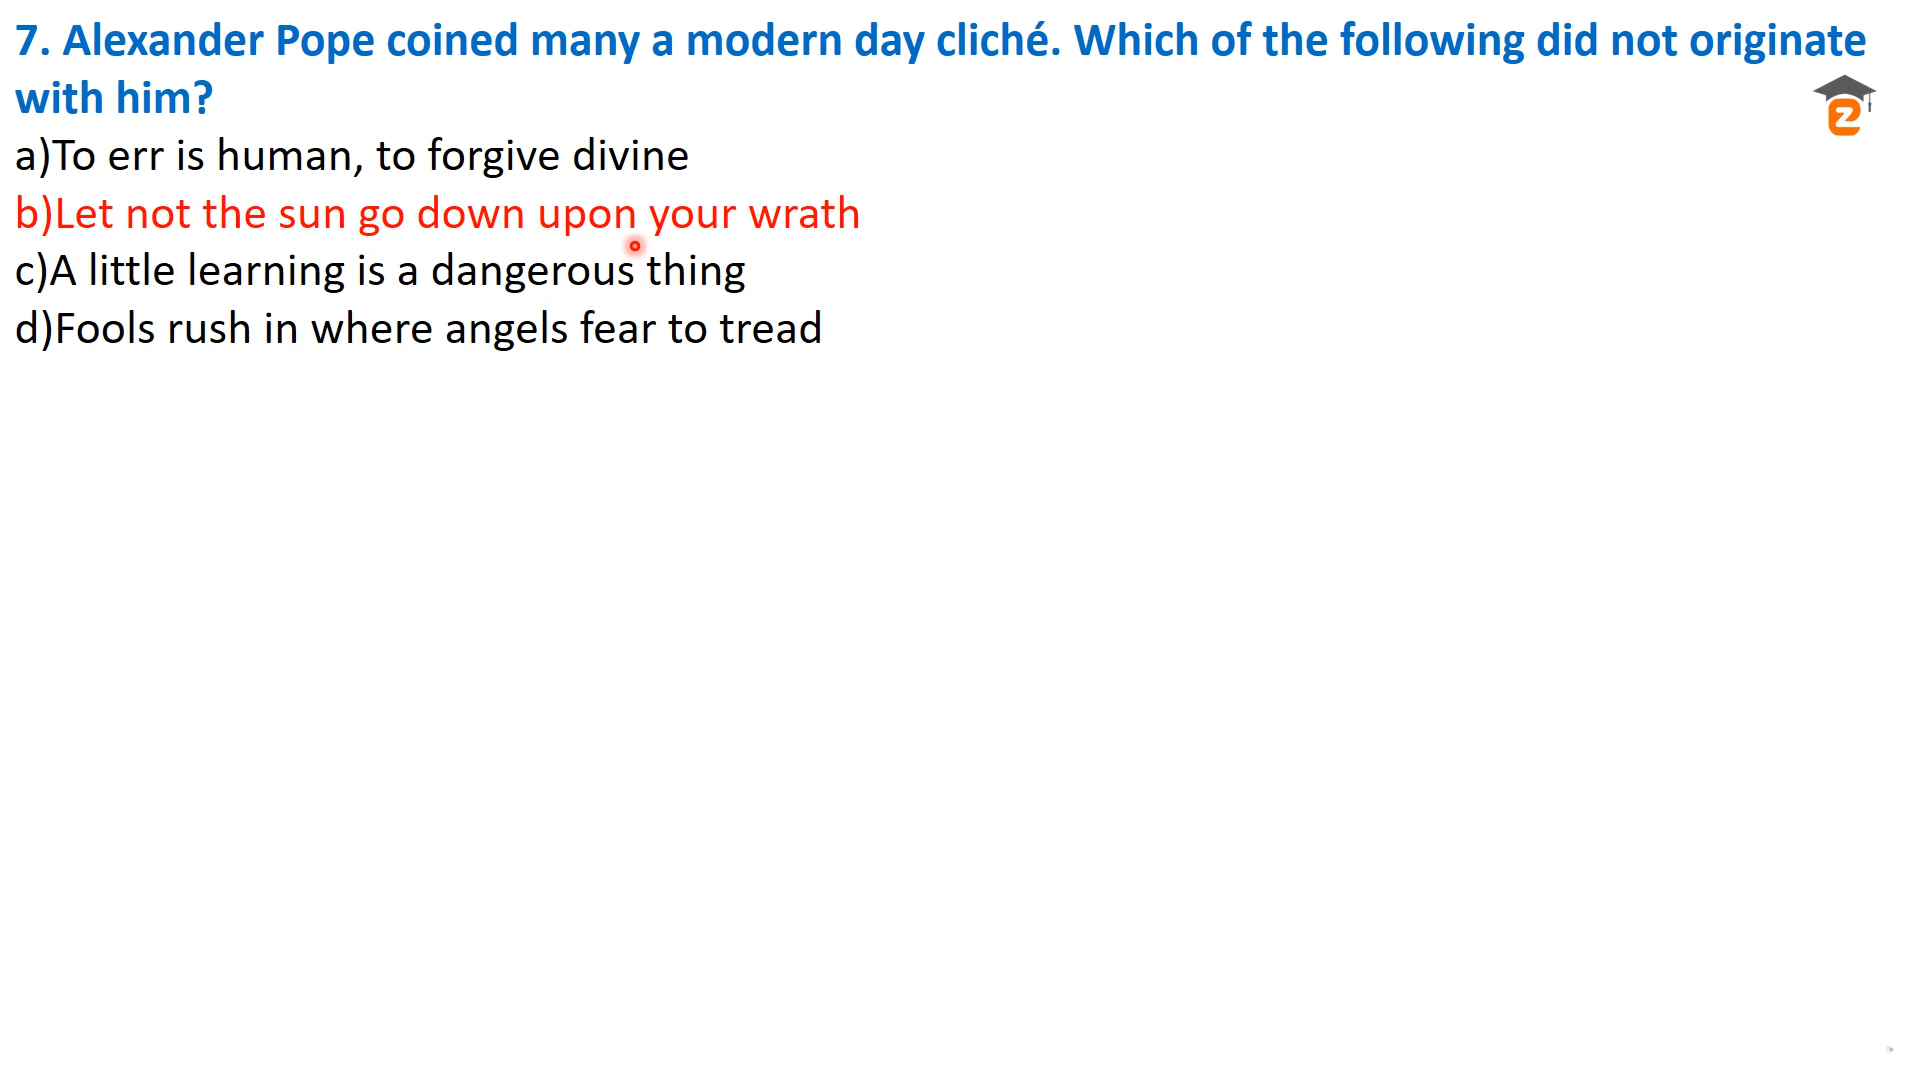 7. Alexander Pope coined many a modern day cliché. Which of the following did not originate
with him?
a)To err is human, to forgive divine
b)Let not the sun go down upon your wrath
c)A little learning is a dangerous thing
d)Fools rush in where angels fear to tread